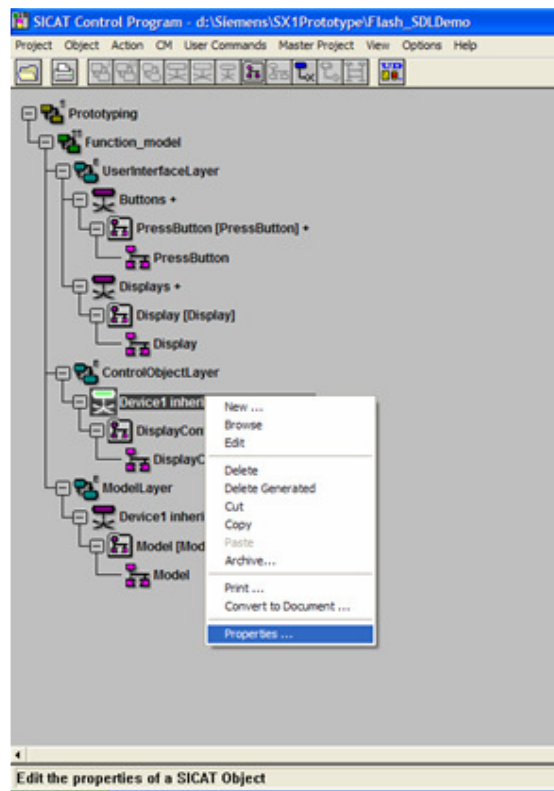 SICAT Control Program - d:\Siemens\SX1Prototype\Flash_SDLDemo
Project Object Action CM User Commands Master Project View Options Help
Prototyping
Function_model
UserInterfaceLayer
Buttons +
PressButton [PressButton] +
PressButton
Displays +
Display [Display]
Display
ControlObjectLayer
Device1 inheri
DisplayCon
DisplayC
ModelLayer
Device1 inheri
Model [Mod
Model
New ...
Browse
Edit
Delete
Delete Generated
Cut
Copy
Paste
Archive...
Print ...
Convert to Document ...
Properties ...
Edit the properties of a SICAT Object